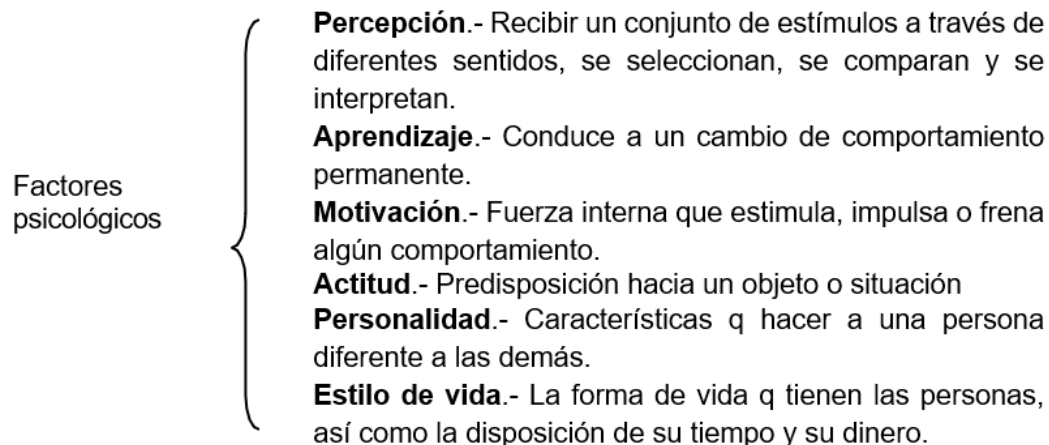 Factores
psicológicos
Percepción.- Recibir un conjunto de estímulos a través de
diferentes sentidos, se seleccionan, se comparan y se
interpretan.
Aprendizaje.- Conduce a un cambio de comportamiento
permanente.
Motivación.- Fuerza interna que estimula, impulsa o frena
algún comportamiento.
Actitud.- Predisposición hacia un objeto o situación
Personalidad.- Características q hacer a una persona
diferente a las demás.
Estilo de vida.- La forma de vida q tienen las personas,
así como la disposición de su tiempo y su dinero.